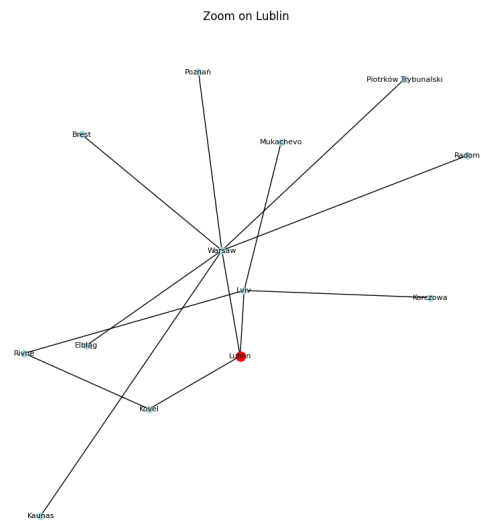 Zoom on Lublin
Poznań
Piotrków Trybunalski
Brest
Mukachevo
Radom
Warsaw
Lviv
Korczowa
Elbląg
Rivne
Lublin
Kovel
Kaunas